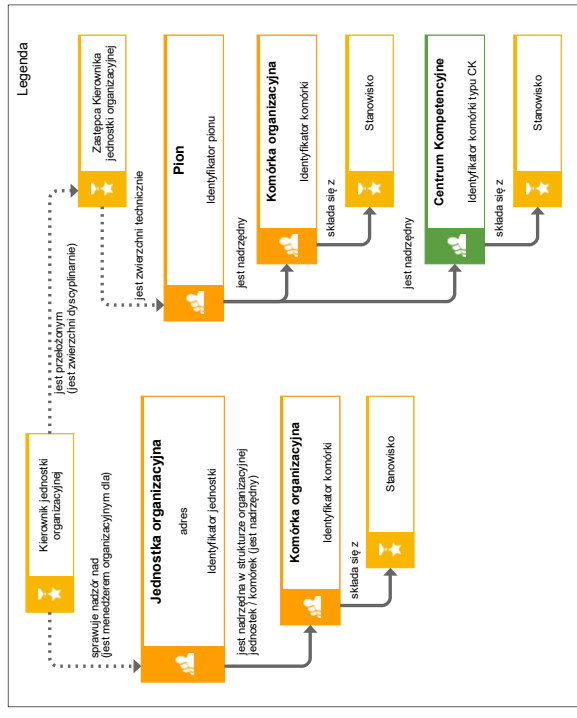 Legenda
Kierownik jednostki
organizacyjnej
jest przełożonym
(jest zwierzchni dyscyplinarnie)
Zastępca Kierownika
jednostki organizacyjnej
sprawuje nadzór nad
(jest menedżerem organizacyjnym dla)
jest zwierzchni technicznie
Jednostka organizacyjna
adres
Identyfikator jednostki
Pion
Identyfikator pionu
jest nadrzędna w strukturze organizacyjnej
jednostek / komórek (jest nadrzędny)
jest nadrzędny
Komórka organizacyjna
Identyfikator komórki
Komórka organizacyjna
Identyfikator komórki
składa się z
składa się z
Stanowisko
Stanowisko
jest nadrzędny
Centrum Kompetencyjne
Identyfikator komórki typu CK
składa się z
Stanowisko